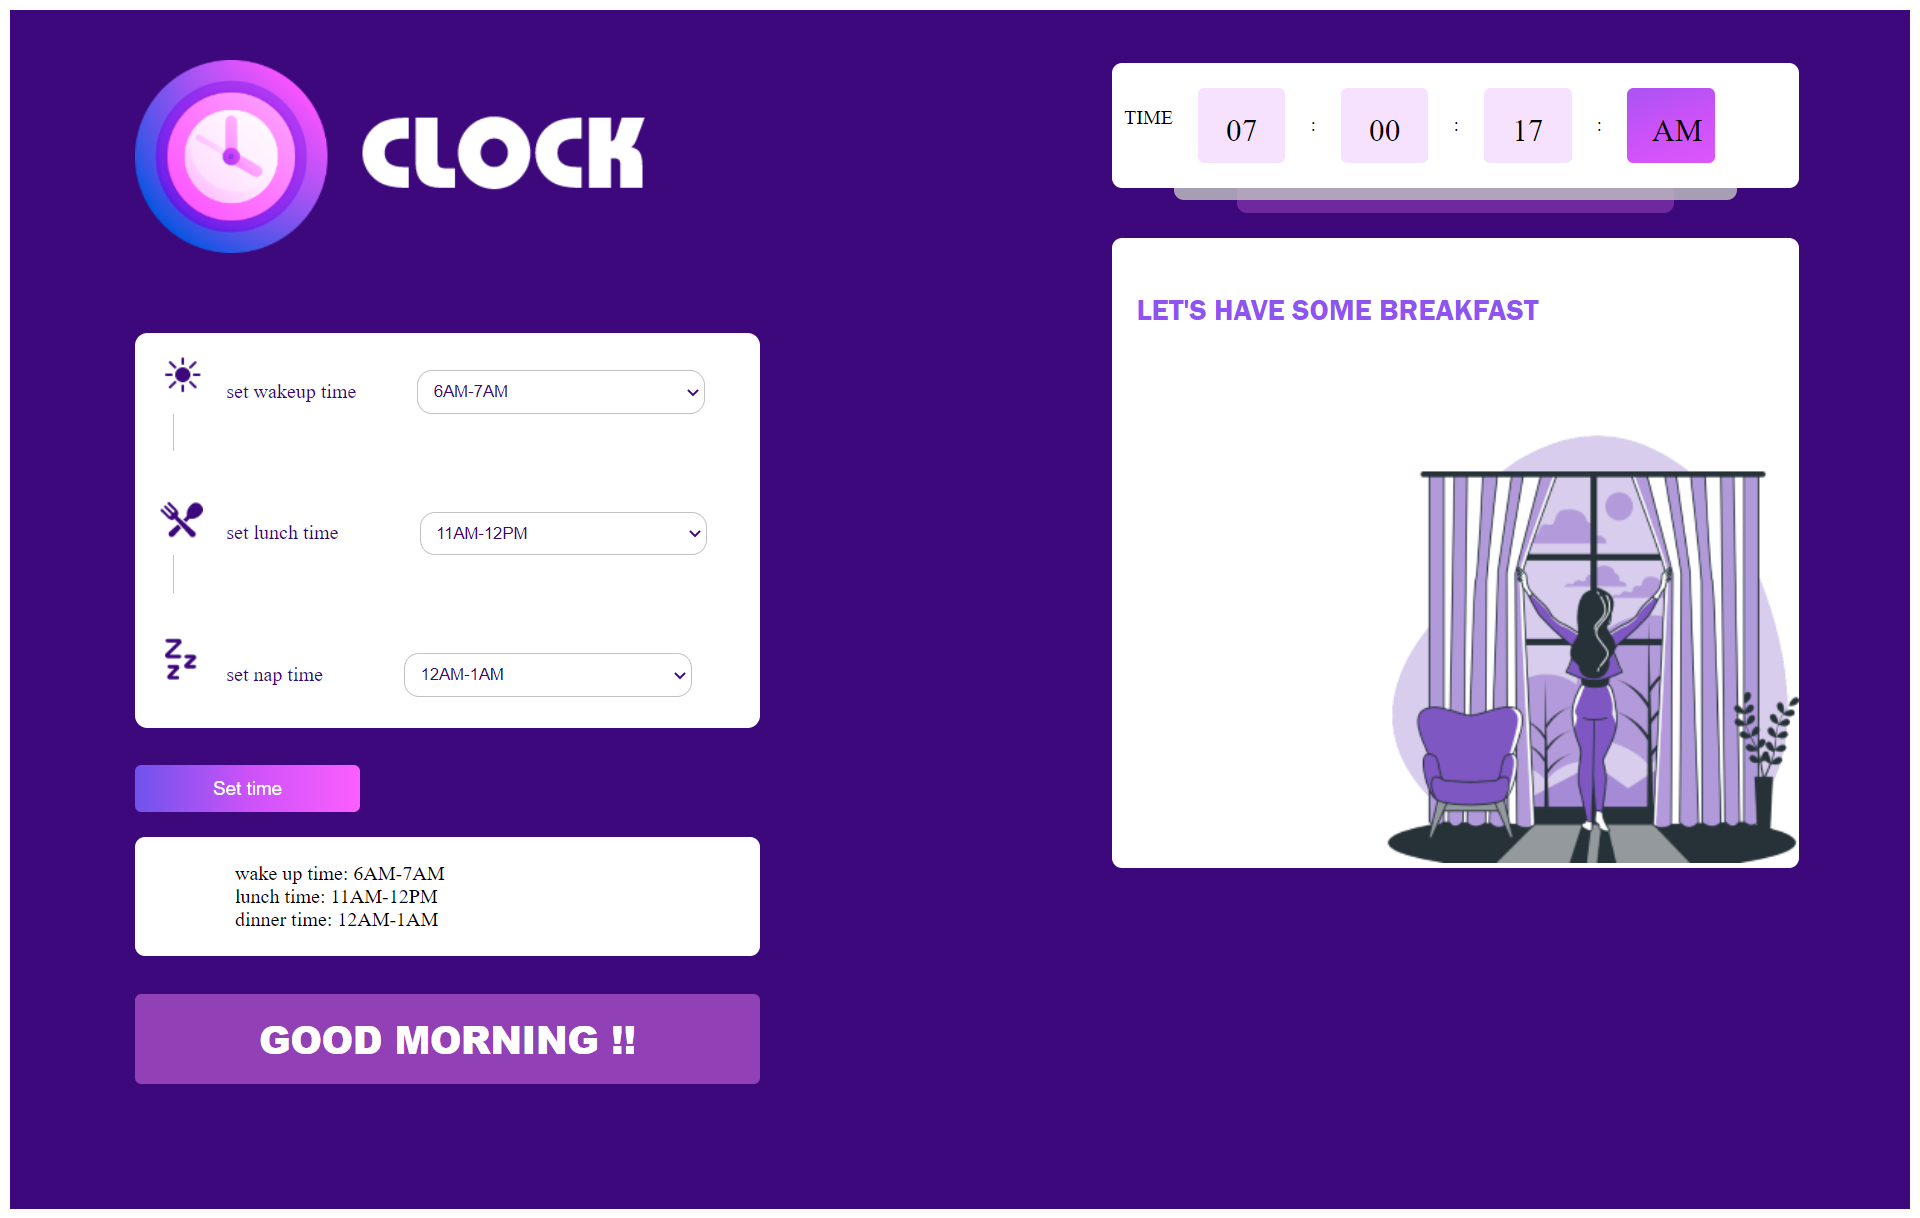 CLOCK
TIME 07 : 00 : 17 : AM
LET'S HAVE SOME BREAKFAST
set wakeup time 6AM-7AM
set lunch time 11AM-12PM
set nap time 12AM-1AM
Set time
wake up time: 6AM-7AM
lunch time: 11AM-12PM
dinner time: 12AM-1AM
GOOD MORNING !!